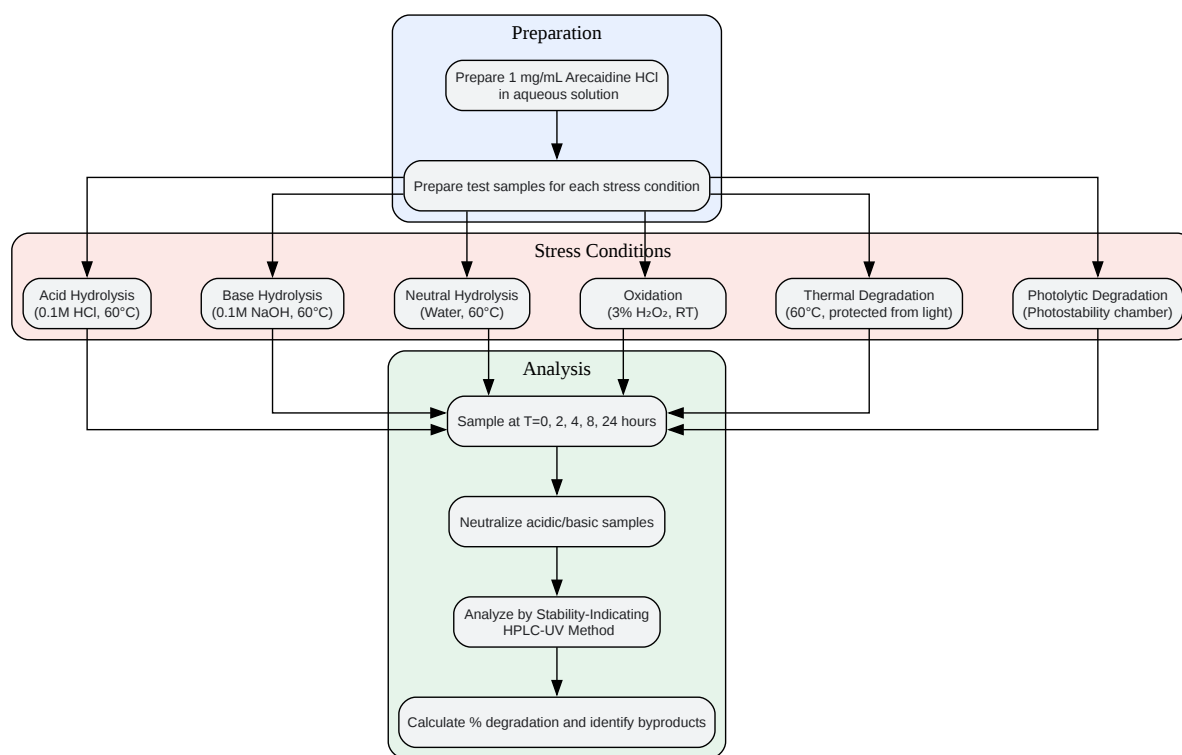 Preparation
Prepare 1 mg/mL Arecaidine HCl
in aqueous solution
Prepare test samples for each stress condition
Stress Conditions
Acid Hydrolysis
(0.1M HCl, 60°C)
Base Hydrolysis
(0.1M NaOH, 60°C)
Neutral Hydrolysis
(Water, 60°C)
Oxidation
(3% H₂O₂, RT)
Thermal Degradation
(60°C, protected from light)
Photolytic Degradation
(Photostability chamber)
Analysis
Sample at T=0, 2, 4, 8, 24 hours
Neutralize acidic/basic samples
Analyze by Stability-Indicating
HPLC-UV Method
Calculate % degradation and identify byproducts